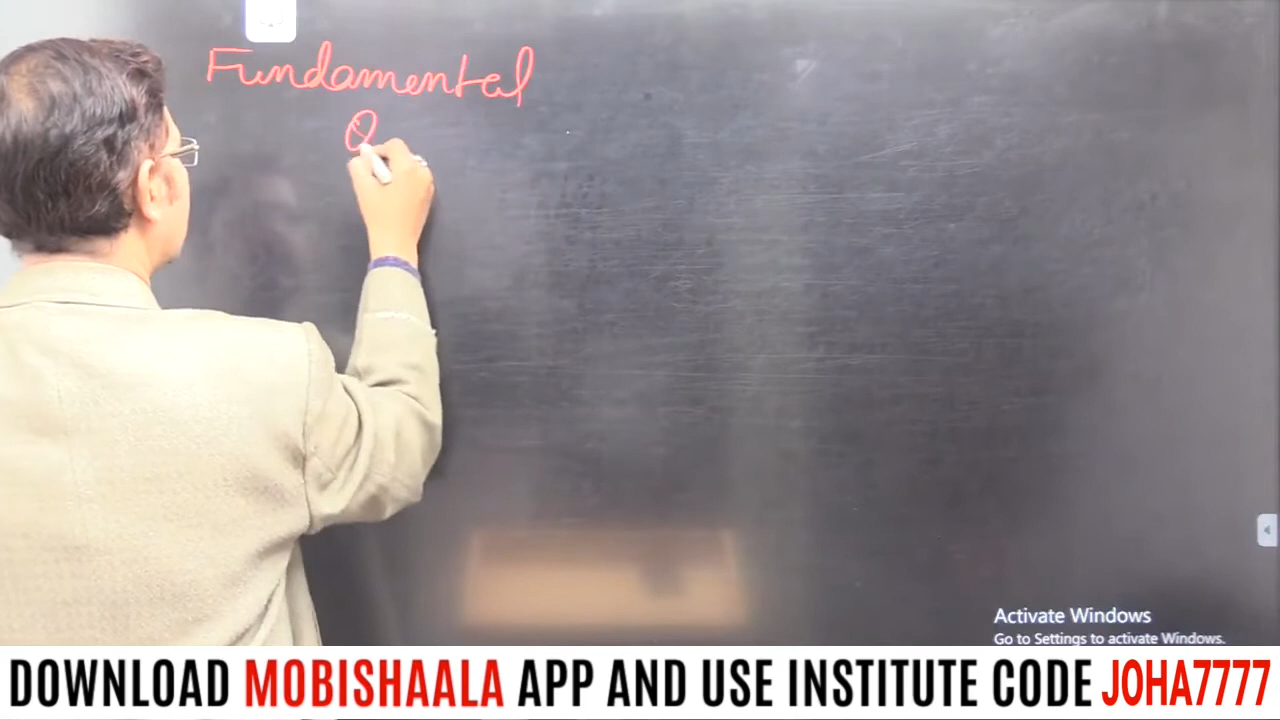 Fundamental
Activate Windows
Go to Settings to activate Windows.
DOWNLOAD MOBISHAALA APP AND USE INSTITUTE CODE JOHA7777